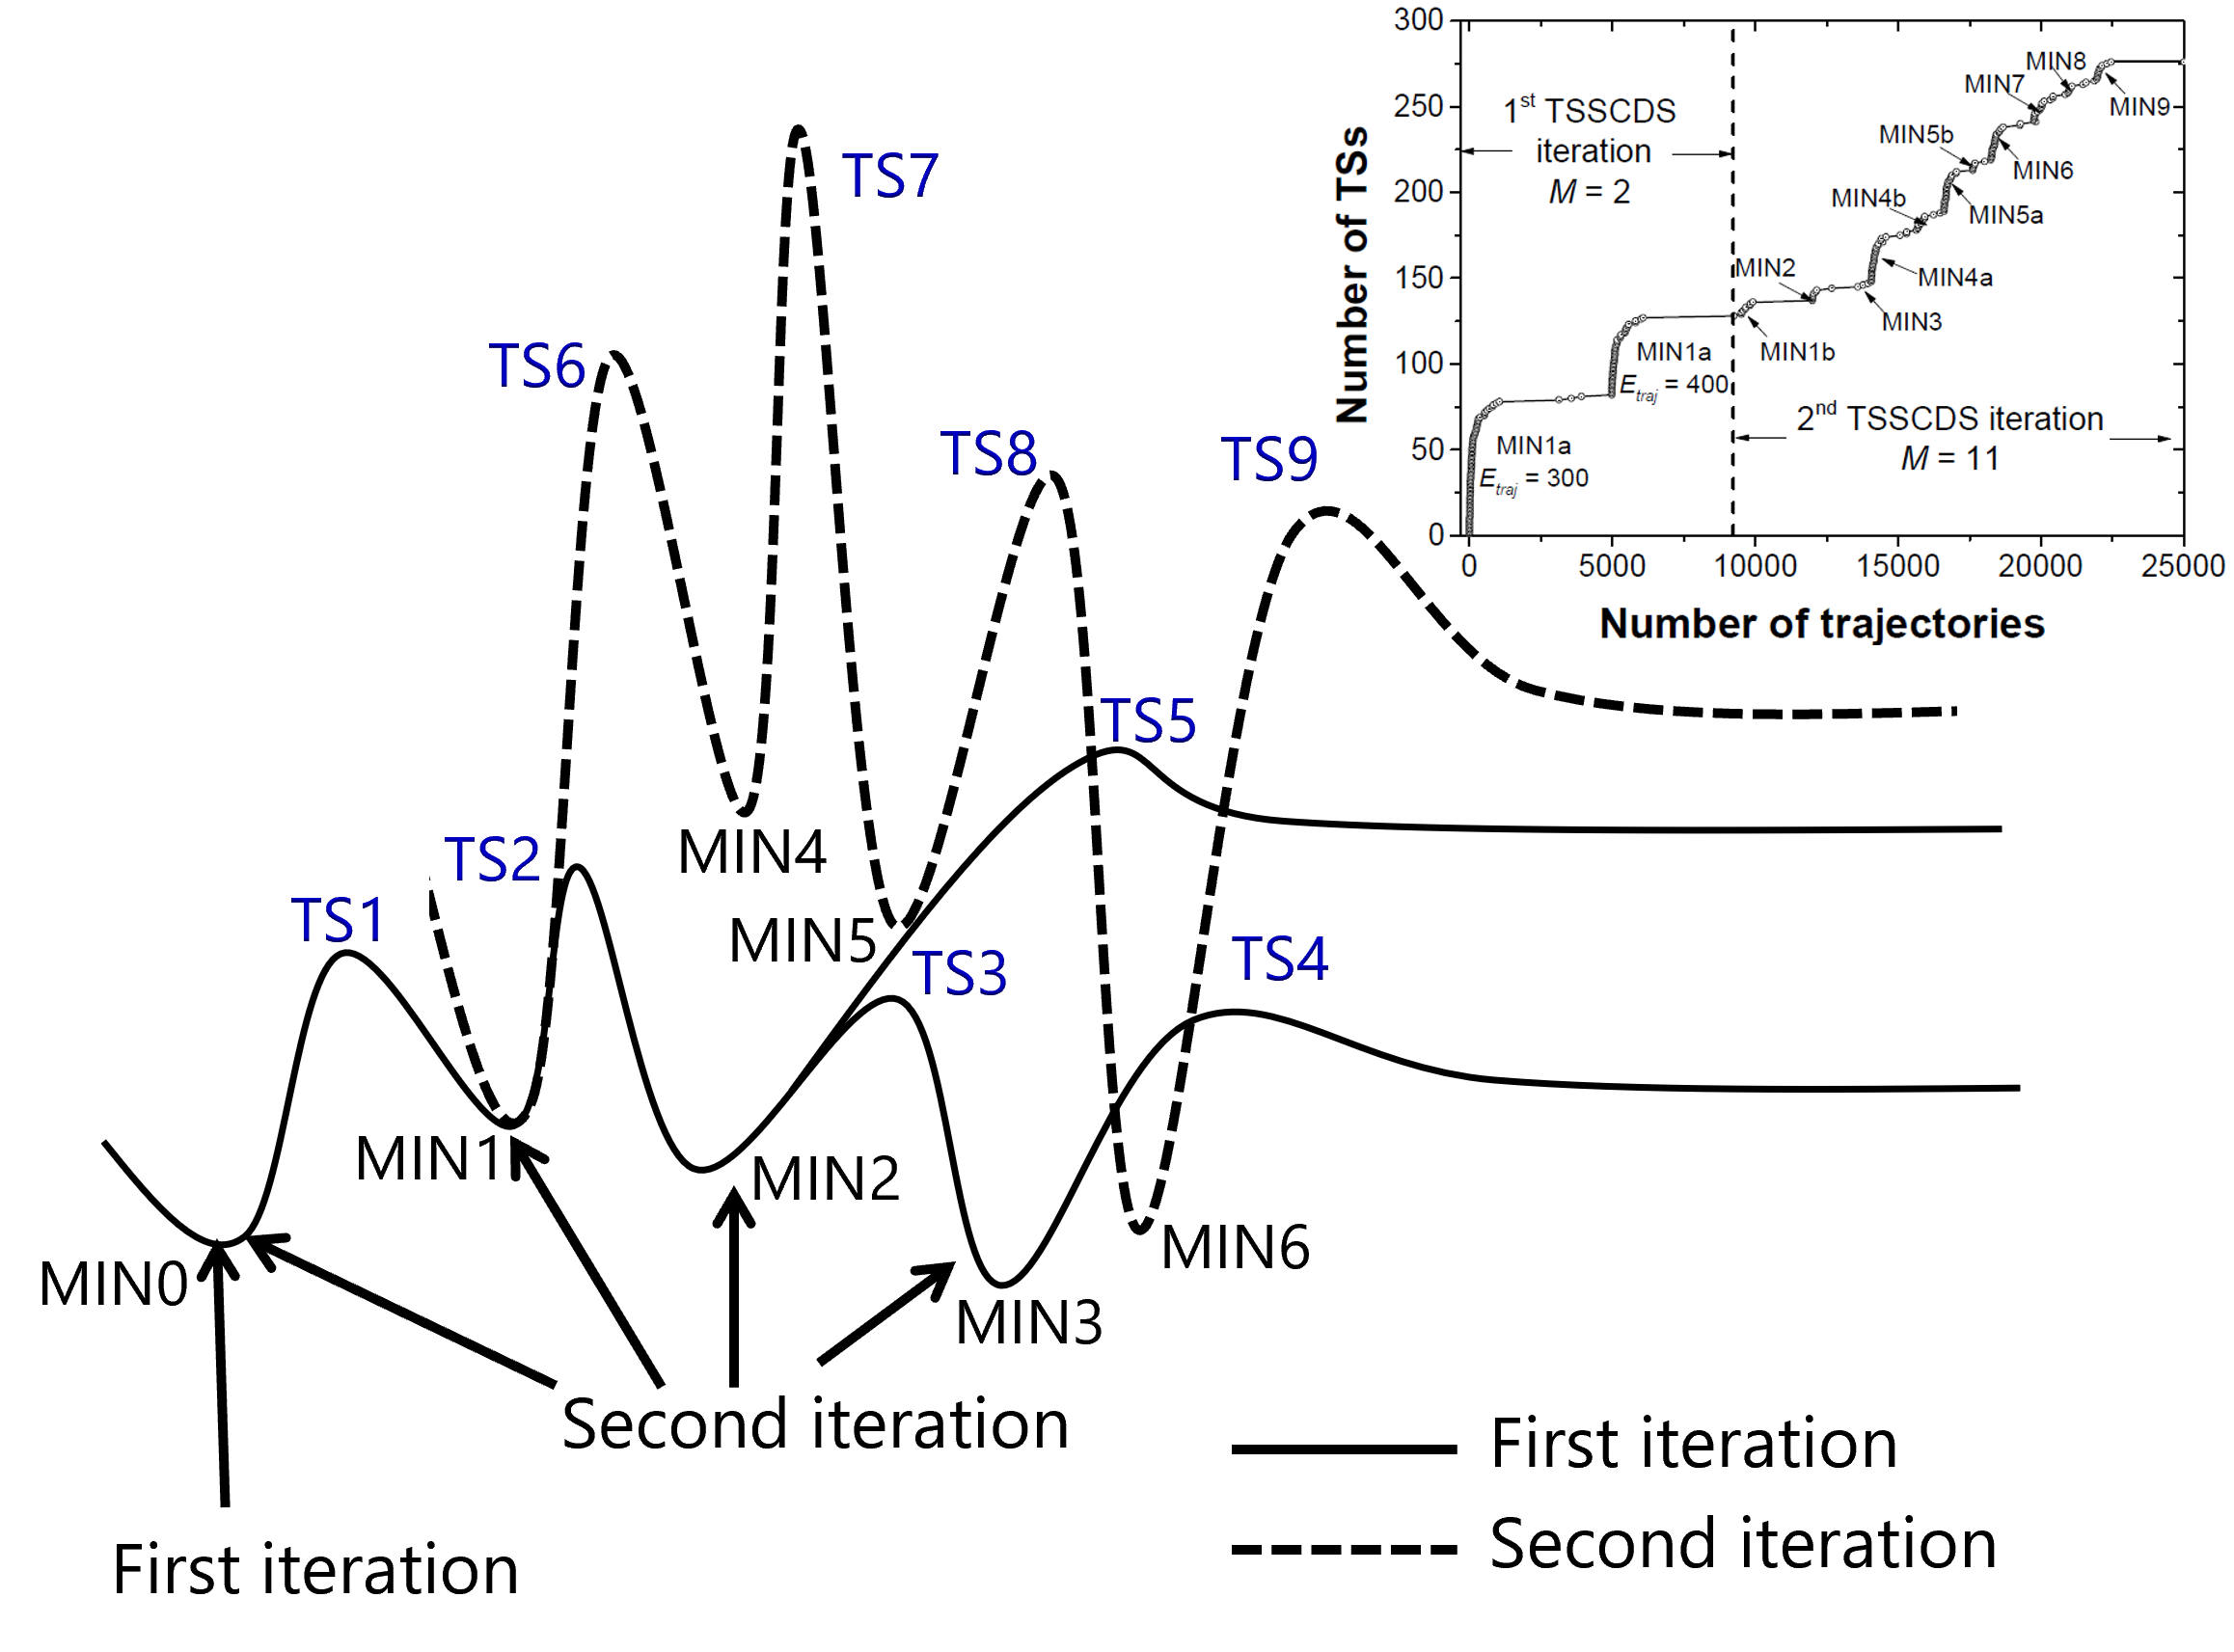 300
250
200
150
100
50
0
Number of TSs
1st TSSCDS
iteration
M = 2
MIN8
MIN7
MIN9
MIN5b
MIN6
MIN4b
MIN5a
MIN2
MIN4a
MIN3
MIN1a
Etraj = 400
MIN1b
MIN1a
Etraj = 300
2nd TSSCDS iteration
M = 11
0 5000 10000 15000 20000 25000
Number of trajectories
TS7
TS6
TS8
TS9
TS5
TS2
MIN4
TS1
MIN5
TS3
TS4
MIN1
MIN2
MIN6
MIN0
MIN3
Second iteration
First iteration
First iteration
Second iteration